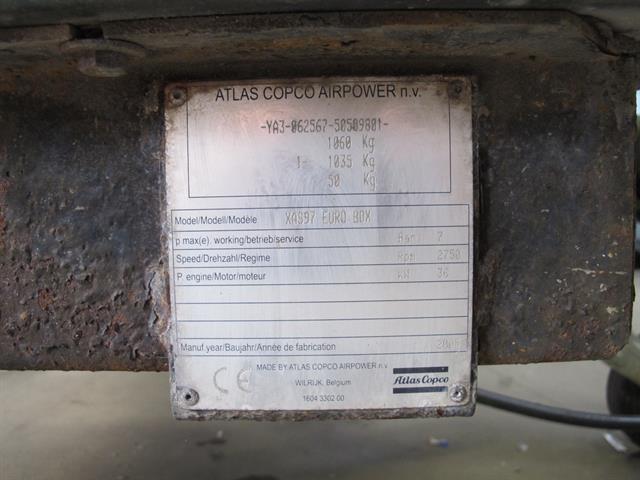 ATLAS COPCO AIRPOWER n.v.
-YA3-062567-50509801-
1060 Kg
1- 1035 Kg
50 Kg
Model/Modell/Modèle XAS97 EURO BOX
p max(e). working/betrieb/service Bar 7
Speed/Drehzahl/Regime Rpm 2750
P. engine/Motor/moteur kW 36
Manuf.year/Baujahr/Année de fabrication
MADE BY ATLAS COPCO AIRPOWER n.v.
CE
WILRIJK, Belgium
Atlas Copco
1604 3302 00